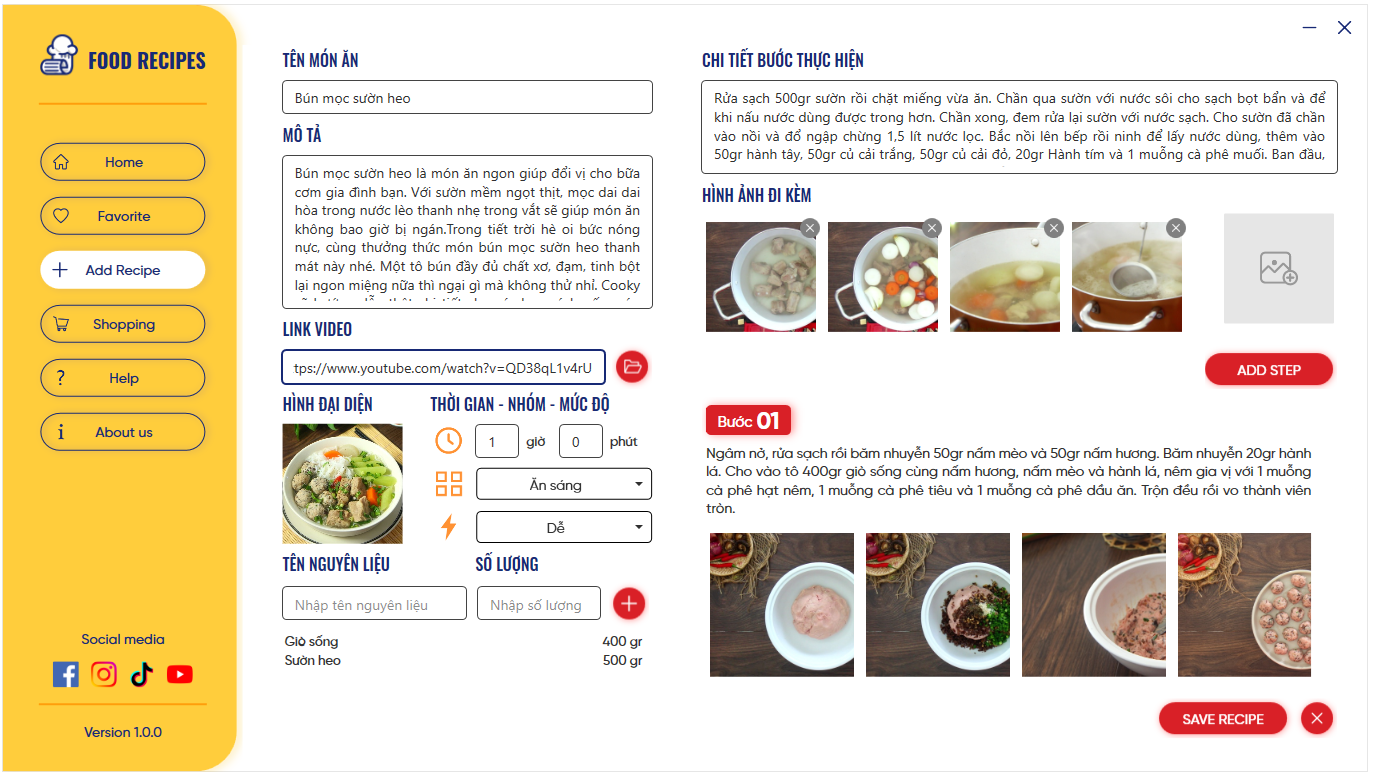 FOOD RECIPES
Home
Favorite
Add Recipe
Shopping
Help
About us
Social media
Version 1.0.0
TÊN MÓN ĂN
Bún mọc sườn heo
MÔ TẢ
Bún mọc sườn heo là món ăn ngon giúp đổi vị cho bữa
cơm gia đình bạn. Với sườn mềm ngọt thịt, mọc dai dai
hòa trong nước lèo thanh nhẹ trong vắt sẽ giúp món ăn
không bao giờ bị ngán.Trong tiết trời hè oi bức nóng
nực, cùng thưởng thức món bún mọc sườn heo thanh
mát này nhé. Một tô bún đầy đủ chất xơ, đạm, tinh bột
lại ngon miệng nữa thì ngại gì mà không thử nhỉ. Cooky
LINK VIDEO
tps://www.youtube.com/watch?v=QD38qL1v4rU
HÌNH ĐẠI DIỆN
THỜI GIAN - NHÓM - MỨC ĐỘ
1 giờ 0 phút
Ăn sáng
Dễ
TÊN NGUYÊN LIỆU
SỐ LƯỢNG
Nhập tên nguyên liệu
Nhập số lượng
Giò sống 400 gr
Sườn heo 500 gr
CHI TIẾT BƯỚC THỰC HIỆN
Rửa sạch 500gr sườn rồi chặt miếng vừa ăn. Chần qua sườn với nước sôi cho sạch bọt bẩn và để
khi nấu nước dùng được trong hơn. Chần xong, đem rửa lại sườn với nước sạch. Cho sườn đã chần
vào nồi và đổ ngập chừng 1,5 lít nước lọc. Bắc nồi lên bếp rồi ninh để lấy nước dùng, thêm vào
50gr hành tây, 50gr củ cải trắng, 50gr củ cải đỏ, 20gr Hành tím và 1 muỗng cà phê muối. Ban đầu,
HÌNH ẢNH ĐI KÈM
ADD STEP
Bước 01
Ngâm nở, rửa sạch rồi băm nhuyễn 50gr nấm mèo và 50gr nấm hương. Băm nhuyễn 20gr hành
lá. Cho vào tô 400gr giò sống cùng nấm hương, nấm mèo và hành lá, nêm gia vị với 1 muỗng
cà phê hạt nêm, 1 muỗng cà phê tiêu và 1 muỗng cà phê dầu ăn. Trộn đều rồi vo thành viên
tròn.
SAVE RECIPE